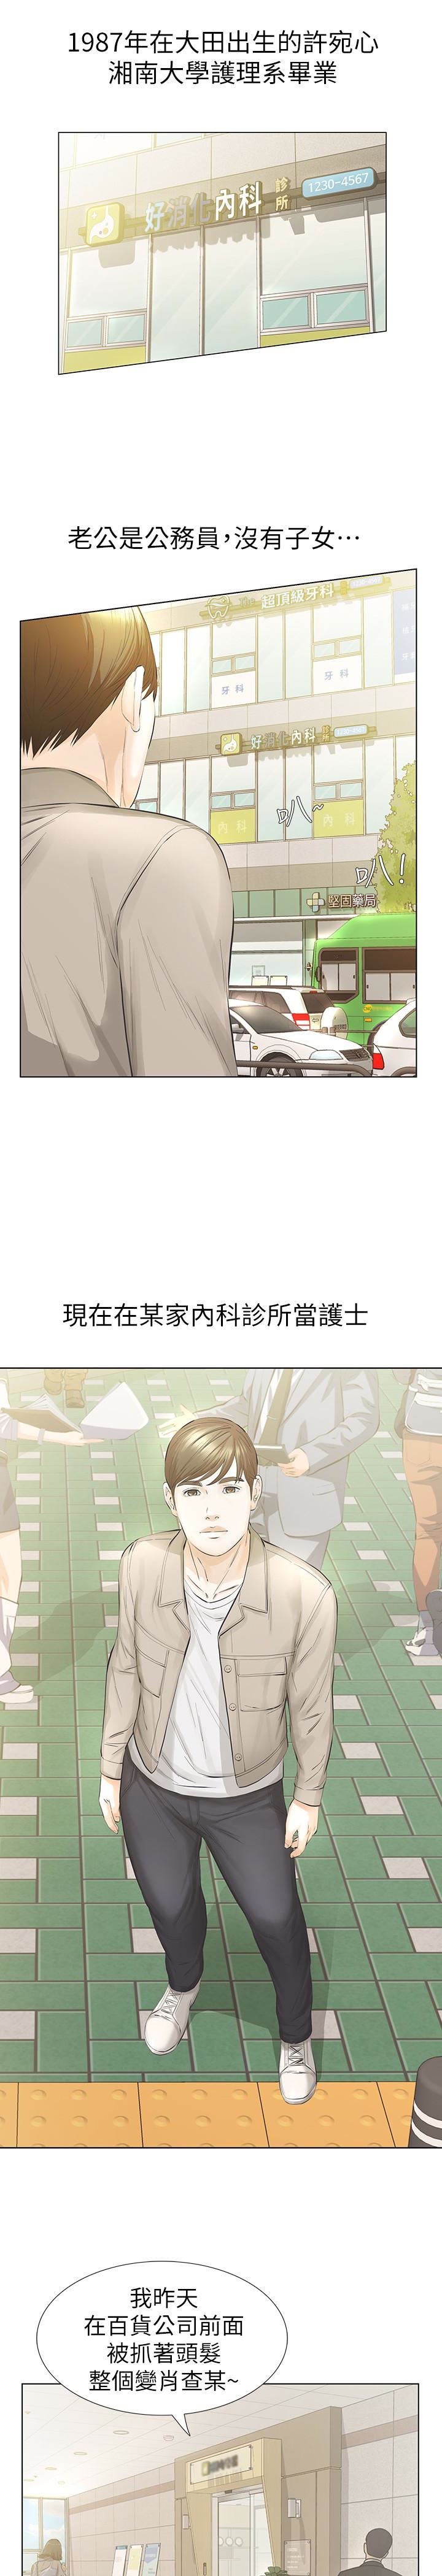 1987年在大田出生的許宛心
湘南大學護理系畢業
好消化內科
診所
1230-4567
老公是公務員，沒有子女…
超頂級牙科
牙科
牙科
好消化內科
診所
內科
內科
叭~
叭!
堅固藥局
現在在某家內科診所當護士
我昨天
在百貨公司前面
被抓著頭髮
整個變肖查某~